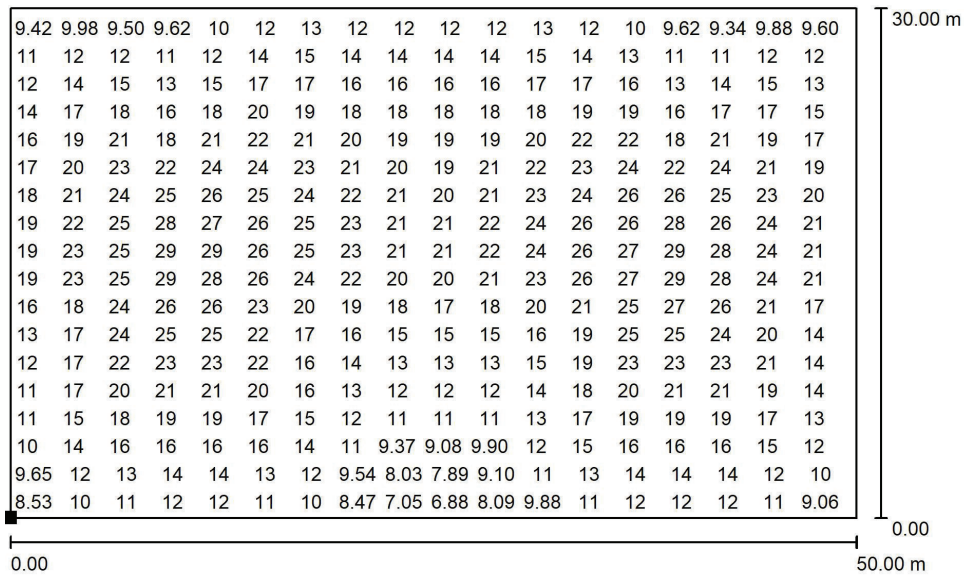 9.42 9.98 9.50 9.62 10 12 13 12 12 12 12 13 12 10 9.62 9.34 9.88 9.60 30.00 m
11 12 12 11 12 14 15 14 14 14 14 15 14 13 11 11 12 12
12 14 15 13 15 17 17 16 16 16 16 17 17 16 13 14 15 13
14 17 18 16 18 20 19 18 18 18 18 18 19 19 16 17 17 15
16 19 21 18 21 22 21 20 19 19 19 20 22 22 18 21 19 17
17 20 23 22 24 24 23 21 20 19 21 22 23 24 22 24 21 19
18 21 24 25 26 25 24 22 21 20 21 23 24 26 26 25 23 20
19 22 25 28 27 26 25 23 21 21 22 24 26 26 28 26 24 21
19 23 25 29 29 26 25 23 21 21 22 24 26 27 29 28 24 21
19 23 25 29 28 26 24 22 20 20 21 23 26 27 29 28 24 21
16 18 24 26 26 23 20 19 18 17 18 20 21 25 27 26 21 17
13 17 24 25 25 22 17 16 15 15 15 16 19 25 25 24 20 14
12 17 22 23 23 22 16 14 13 13 13 15 19 23 23 23 21 14
11 17 20 21 21 20 16 13 12 12 12 14 18 20 21 21 19 14
11 15 18 19 19 17 15 12 11 11 11 13 17 19 19 19 17 13
10 14 16 16 16 16 14 11 9.37 9.08 9.90 12 15 16 16 16 15 12
9.65 12 13 14 14 13 12 9.54 8.03 7.89 9.10 11 13 14 14 14 12 10
8.53 10 11 12 12 11 10 8.47 7.05 6.88 8.09 9.88 11 12 12 12 11 9.06
0.00
0.00 50.00 m